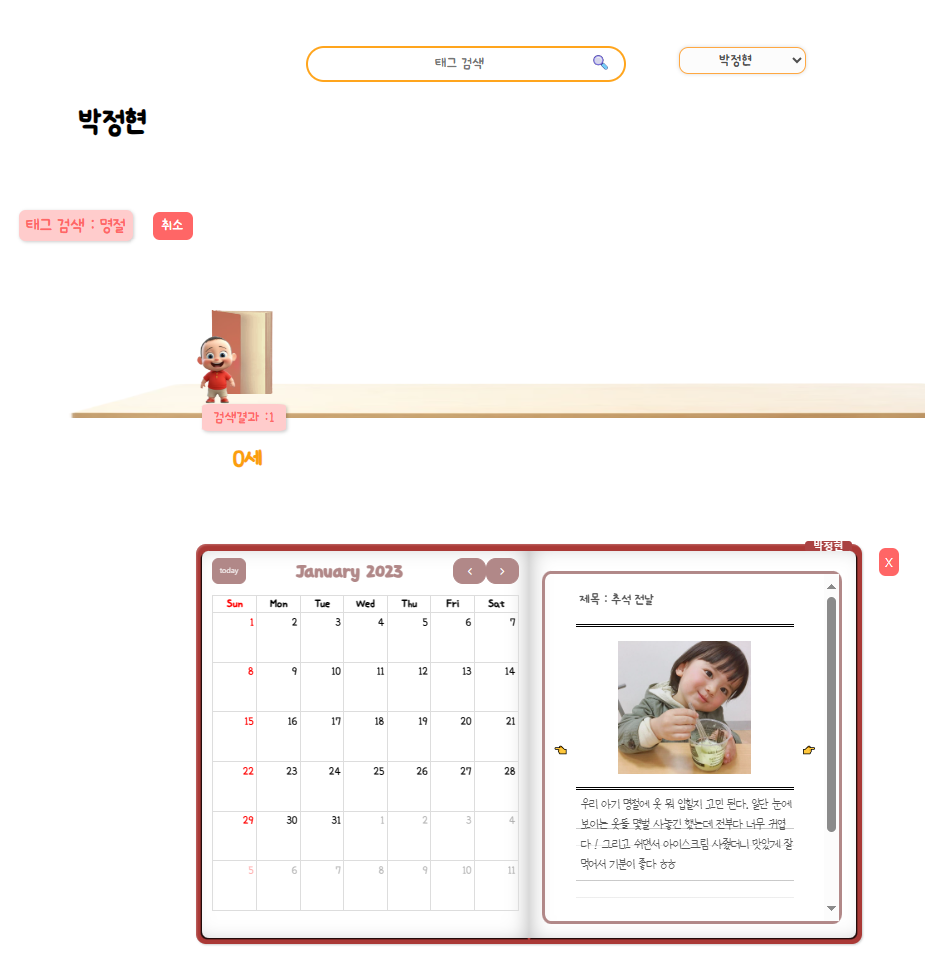 태그 검색
박정현
박정현
태그 검색 : 명절
취소
검색결과 :1
0세
박정현
X
today
January 2023
Sun Mon Tue Wed Thu Fri Sat
1 2 3 4 5 6 7
8 9 10 11 12 13 14
15 16 17 18 19 20 21
22 23 24 25 26 27 28
29 30 31 1 2 3 4
5 6 7 8 9 10 11
제목 : 추석 전날
우리 아기 명절에 옷 뭐 입힐지 고민 된다. 일단 눈에
보이는 옷들 몇벌 사놓긴 했는데 전부다 너무 귀엽
다 ! 그리고 쉬면서 아이스크림 사줬더니 맛있게 잘
먹어서 기분이 좋다 ㅎㅎ